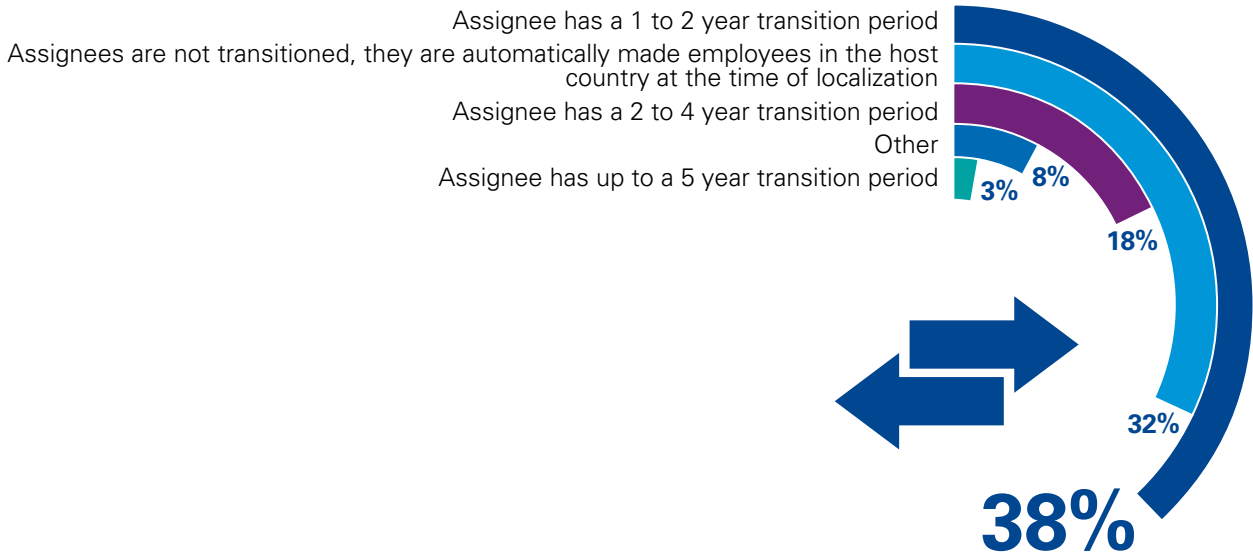 Assignee has a 1 to 2 year transition period
Assignees are not transitioned, they are automatically made employees in the host
country at the time of localization
Assignee has a 2 to 4 year transition period
Other
Assignee has up to a 5 year transition period
3%
8%
18%
32%
38%